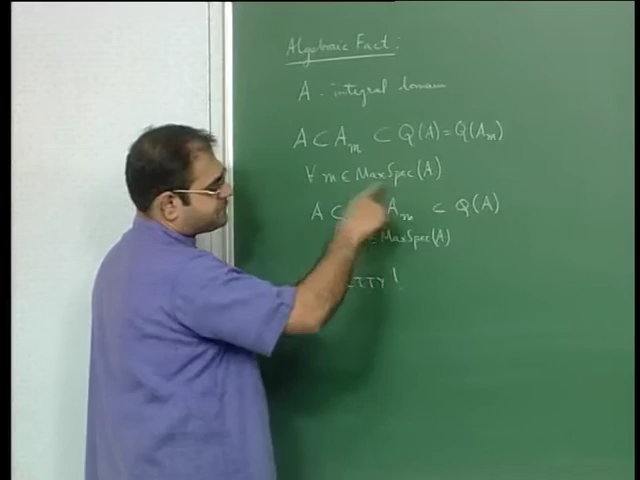 Algebraic Fact:
A - integral domain
A ⊂ A_m ⊂ Q(A) = Q(A_m)
∀ m ∈ MaxSpec(A)
A ⊂ A_m ⊂ Q(A)
∈ MaxSpec(A)
!